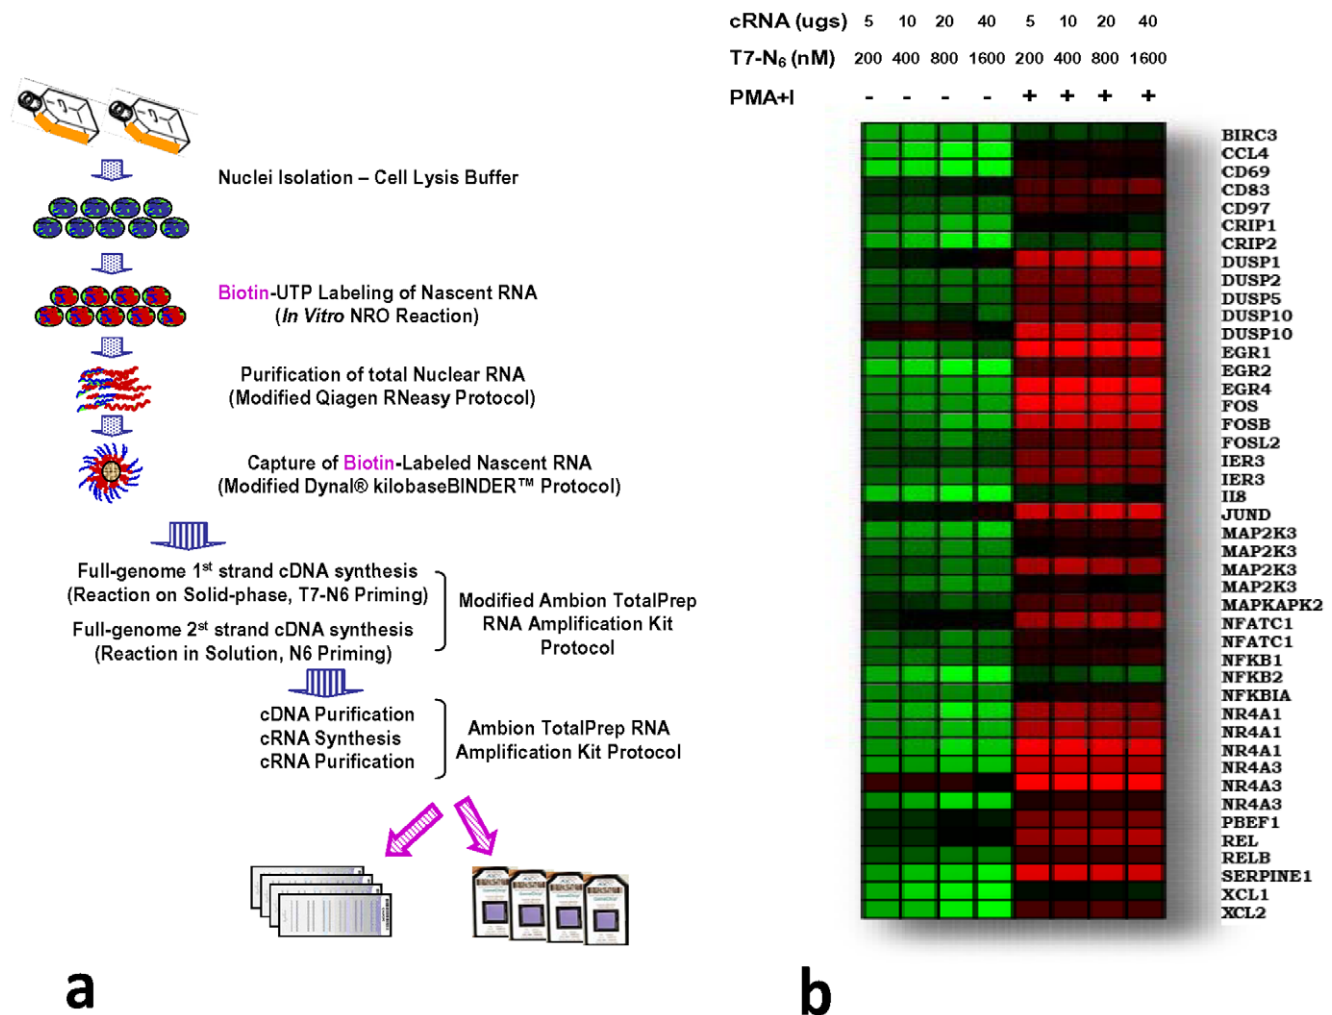 Nuclei Isolation – Cell Lysis Buffer
Biotin-UTP Labeling of Nascent RNA
(In Vitro NRO Reaction)
Purification of total Nuclear RNA
(Modified Qiagen RNeasy Protocol)
Capture of Biotin-Labeled Nascent RNA
(Modified Dynal® kilobaseBINDER™ Protocol)
Full-genome 1st strand cDNA synthesis
(Reaction on Solid-phase, T7-N6 Priming)
Full-genome 2st strand cDNA synthesis
(Reaction in Solution, N6 Priming)
Modified Ambion TotalPrep
RNA Amplification Kit
Protocol
cDNA Purification
cRNA Synthesis
cRNA Purification
Ambion TotalPrep RNA
Amplification Kit Protocol
a
cRNA (ugs) 5 10 20 40 5 10 20 40
T7-N6 (nM) 200 400 800 1600 200 400 800 1600
PMA+I - - - - + + + +
BIRC3
CCL4
CD69
CD83
CD97
CRIP1
CRIP2
DUSP1
DUSP2
DUSP5
DUSP10
DUSP10
EGR1
EGR2
EGR4
FOS
FOSB
FOSL2
IER3
IER3
Il8
JUND
MAP2K3
MAP2K3
MAP2K3
MAP2K3
MAPKAPK2
NFATC1
NFATC1
NFKB1
NFKB2
NFKBIA
NR4A1
NR4A1
NR4A1
NR4A3
NR4A3
NR4A3
PBEF1
REL
RELB
SERPINE1
XCL1
XCL2
b